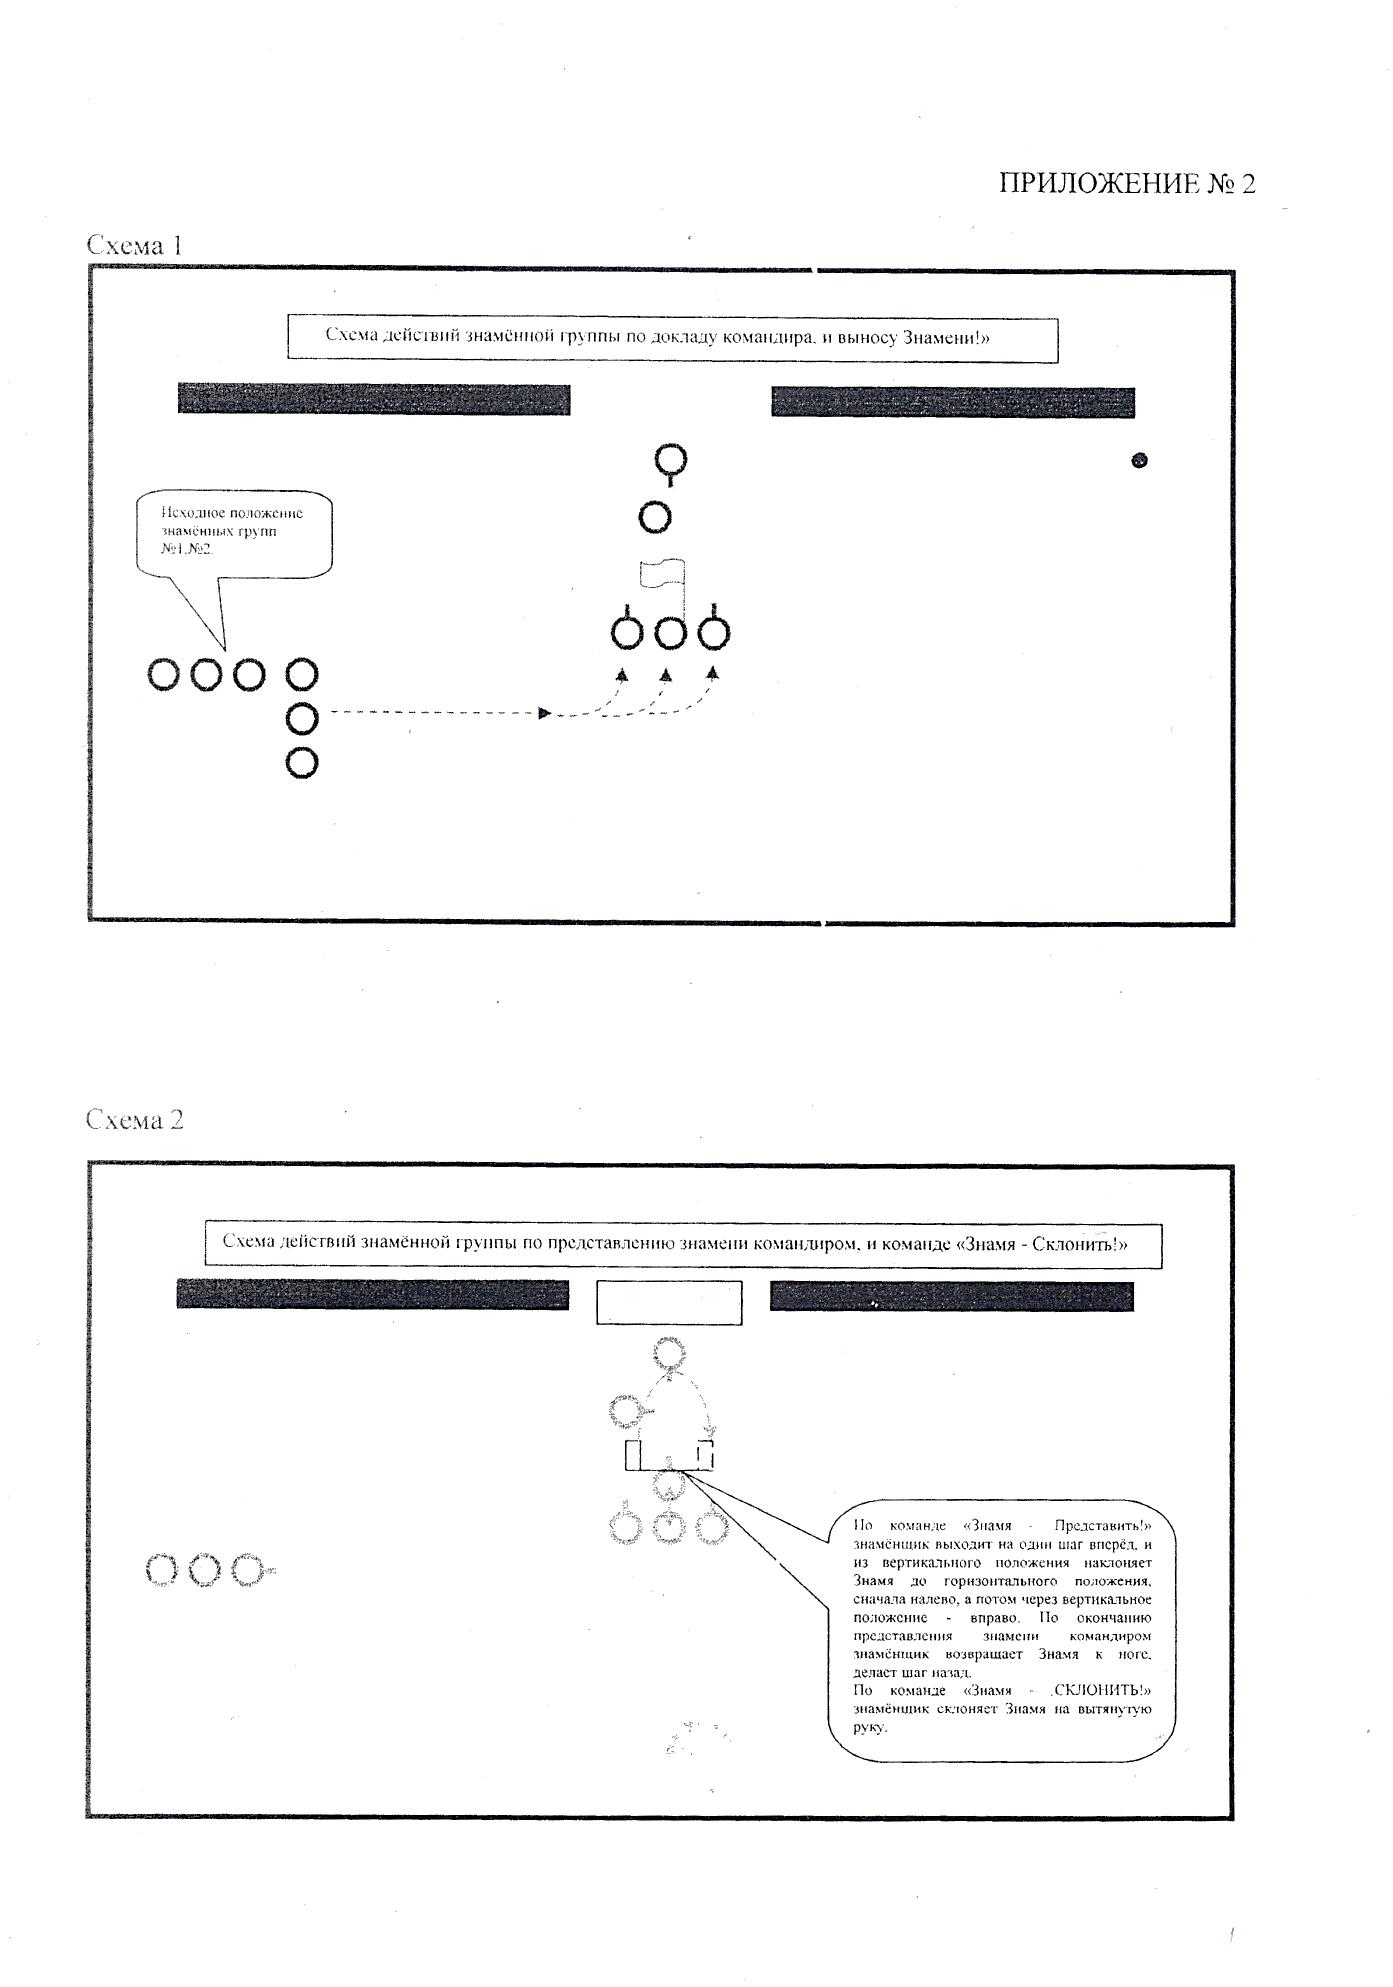 ПРИЛОЖЕНИЕ № 2
Схема 1
Схема действий знамённой группы по докладу командира, и выносу Знамени!»
Исходное положение
знамённых групп
№1,№2.
Схема 2
Схема действий знамённой группы по представлению знамени командиром, и команде «Знамя - Склонить!»
По команде «Знамя - Представить!»
знамёнщик выходит на один шаг вперёд, и
из вертикального положения наклоняет
Знамя до горизонтального положения,
сначала налево, а потом через вертикальное
положение - вправо. По окончанию
представления знамени командиром
знамёнщик возвращает Знамя к ноге,
делает шаг назад.
По команде «Знамя - .СКЛОНИТЬ!»
знамёнщик склоняет Знамя на вытянутую
руку.